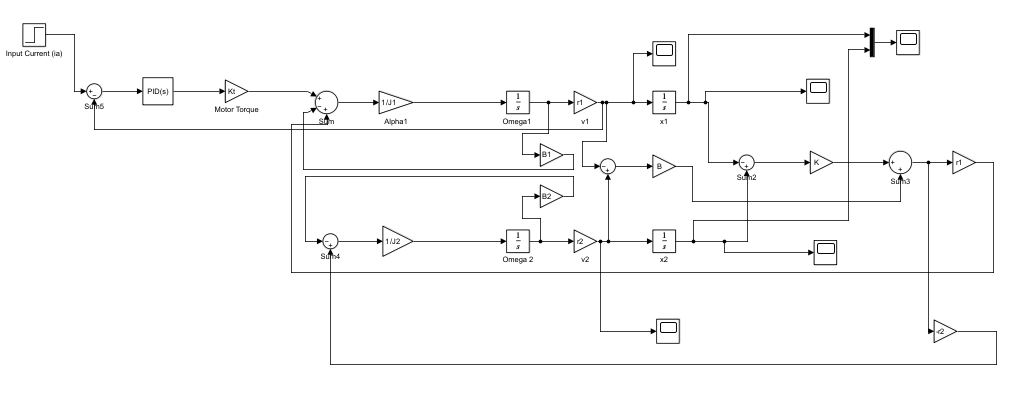 Input Current (ia)
Sum5
PID(s)
Kt
Motor Torque
Sum
1/J1
Alpha1
1
s
Omega1
r1
v1
1
s
x1
B1
B
Sum2
K
Sum3
r1
B2
Sum4
1/J2
1
s
Omega 2
r2
v2
1
s
x2
-r2